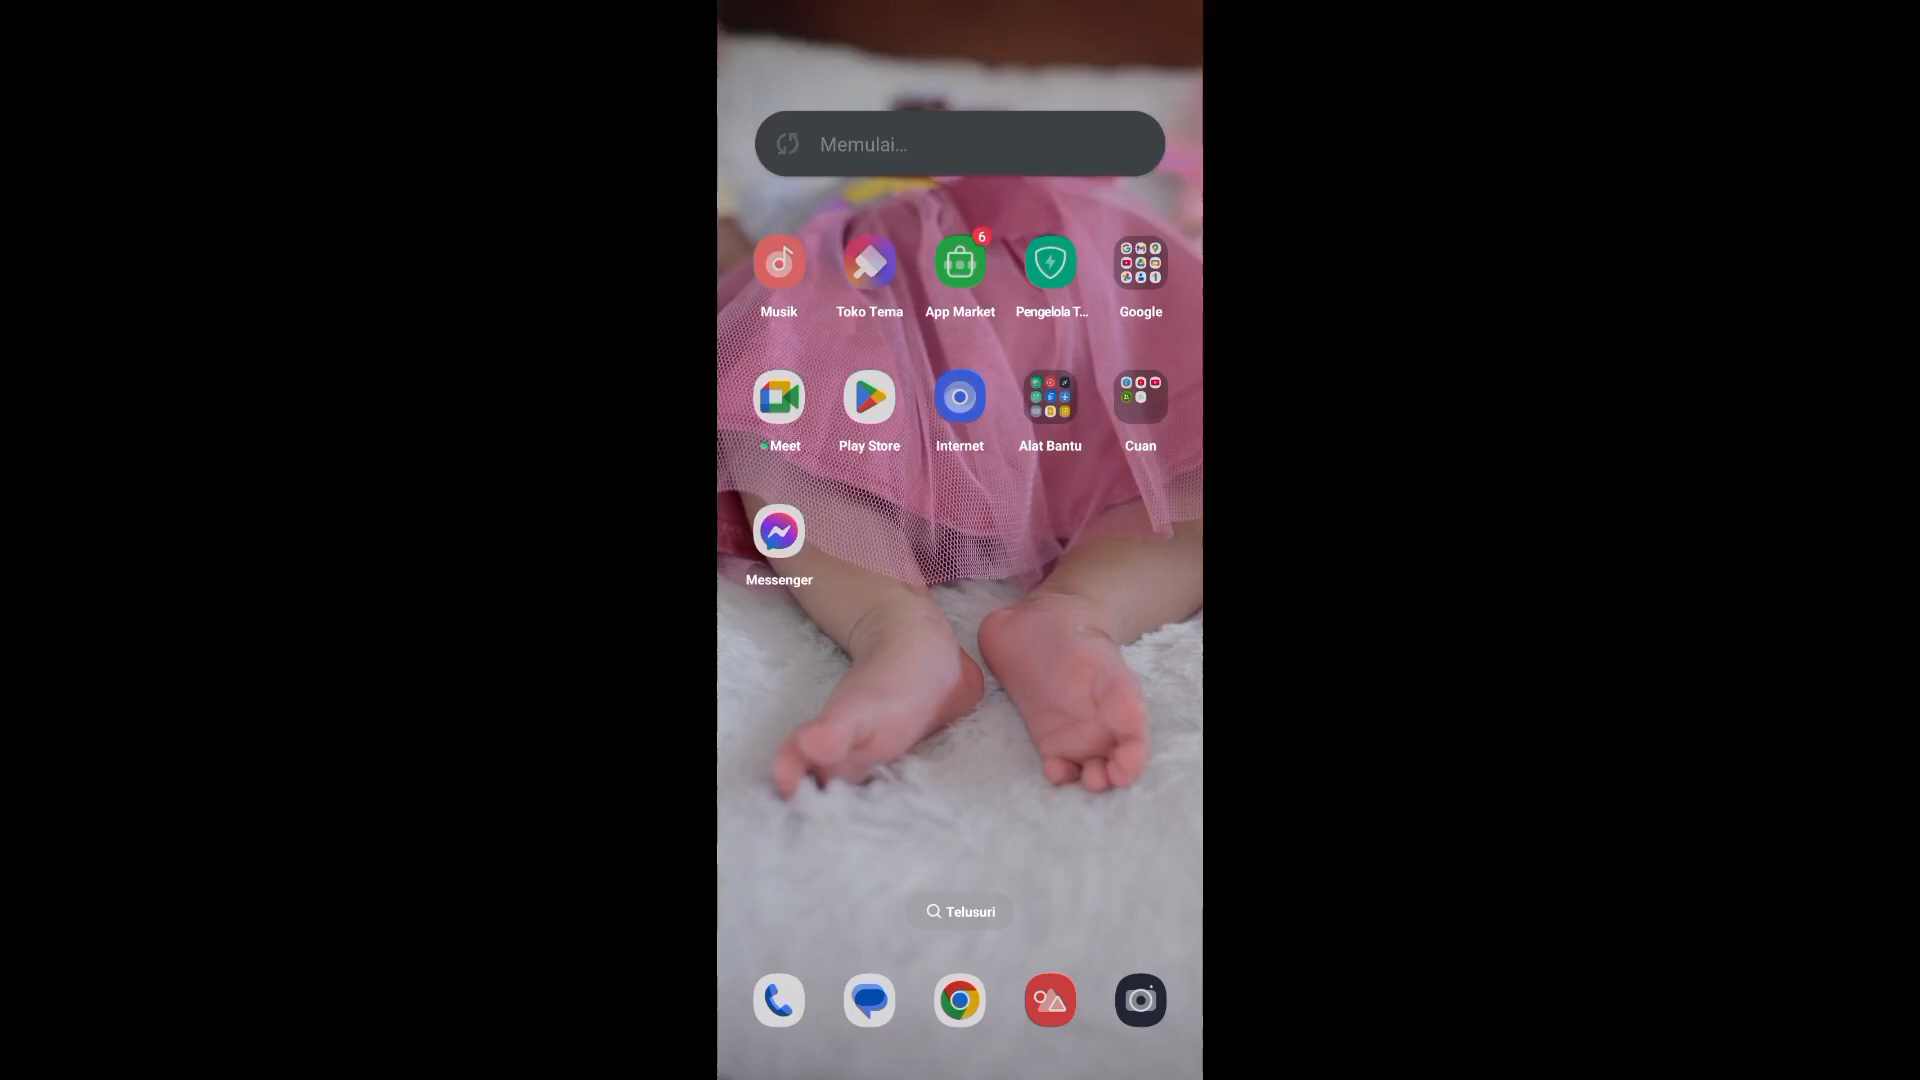 Memulai...
6
Musik
Toko Tema
App Market
Pengelola T...
Google
Meet
Play Store
Internet
Alat Bantu
Cuan
Messenger
Telusuri